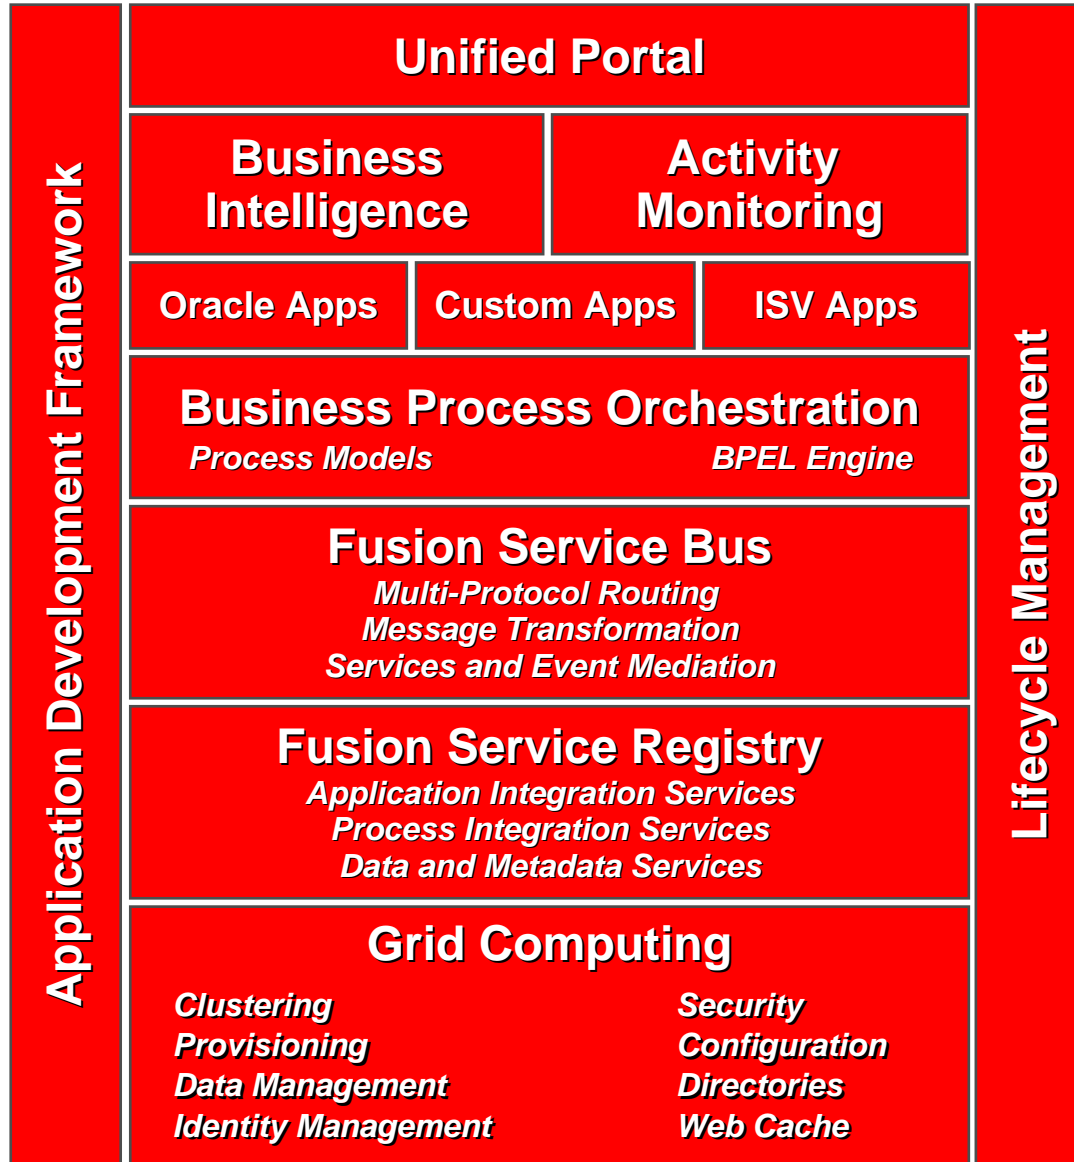 Application Development Framework
Unified Portal
Business
Intelligence
Activity
Monitoring
Oracle Apps
Custom Apps
ISV Apps
Business Process Orchestration
Process Models
BPEL Engine
Fusion Service Bus
Multi-Protocol Routing
Message Transformation
Services and Event Mediation
Fusion Service Registry
Application Integration Services
Process Integration Services
Data and Metadata Services
Grid Computing
Clustering
Provisioning
Data Management
Identity Management
Security
Configuration
Directories
Web Cache
Lifecycle Management